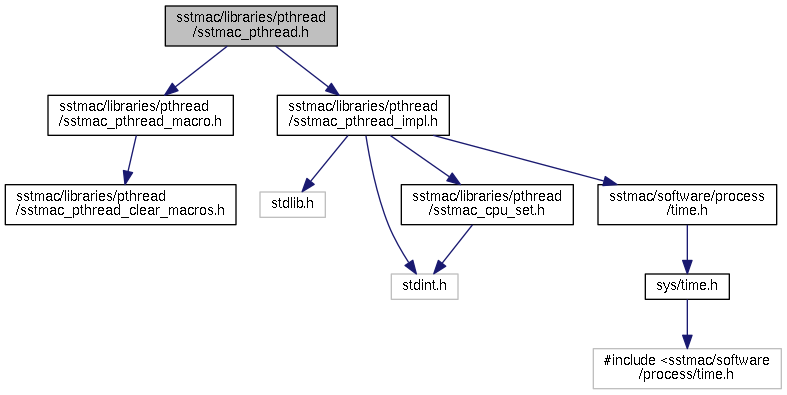 sstmac/libraries/pthread
/sstmac_pthread.h
sstmac/libraries/pthread
/sstmac_pthread_macro.h
sstmac/libraries/pthread
/sstmac_pthread_impl.h
sstmac/libraries/pthread
/sstmac_pthread_clear_macros.h
stdlib.h
sstmac/libraries/pthread
/sstmac_cpu_set.h
sstmac/software/process
/time.h
stdint.h
sys/time.h
#include <sstmac/software
/process/time.h